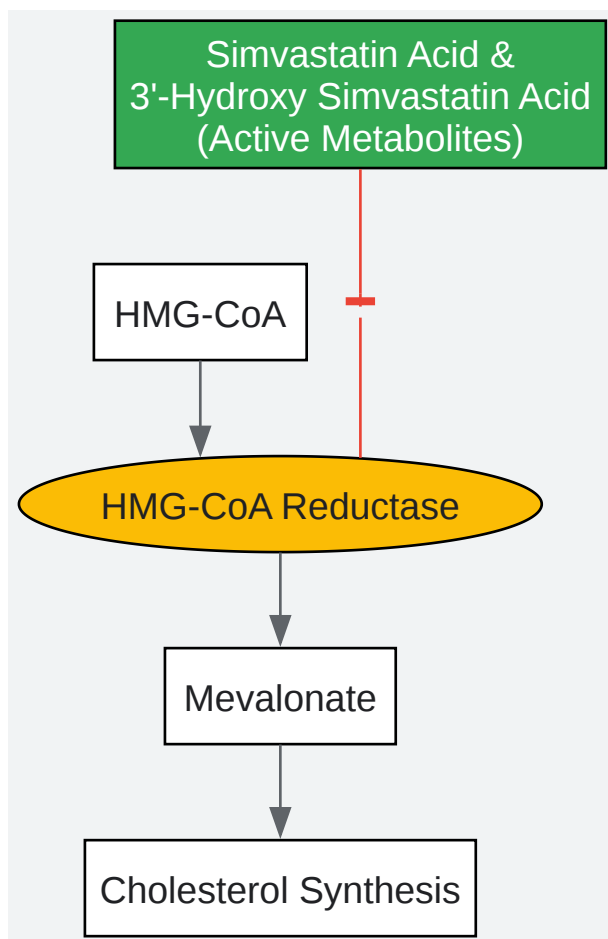 Simvastatin Acid &
3'-Hydroxy Simvastatin Acid
(Active Metabolites)
HMG-CoA
HMG-CoA Reductase
Mevalonate
Cholesterol Synthesis